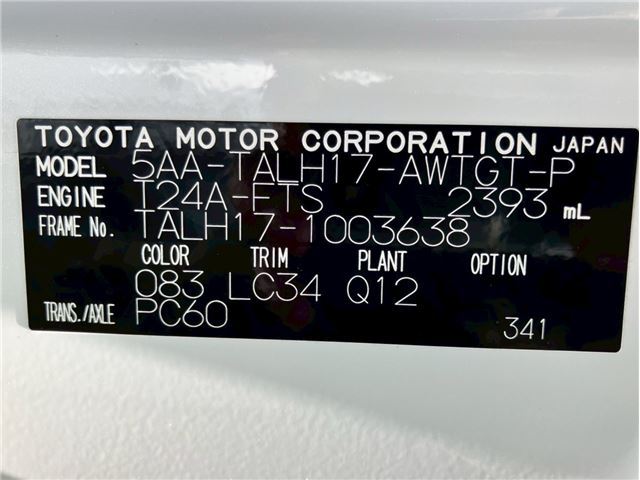 TOYOTA MOTOR CORPORATION JAPAN
MODEL 5AA-TALH17-AWTGT-P
ENGINE T24A-FTS 2393 mL
FRAME No. TALH17-1003638
COLOR TRIM PLANT OPTION
083 LC34 Q12
TRANS./AXLE PC60
341